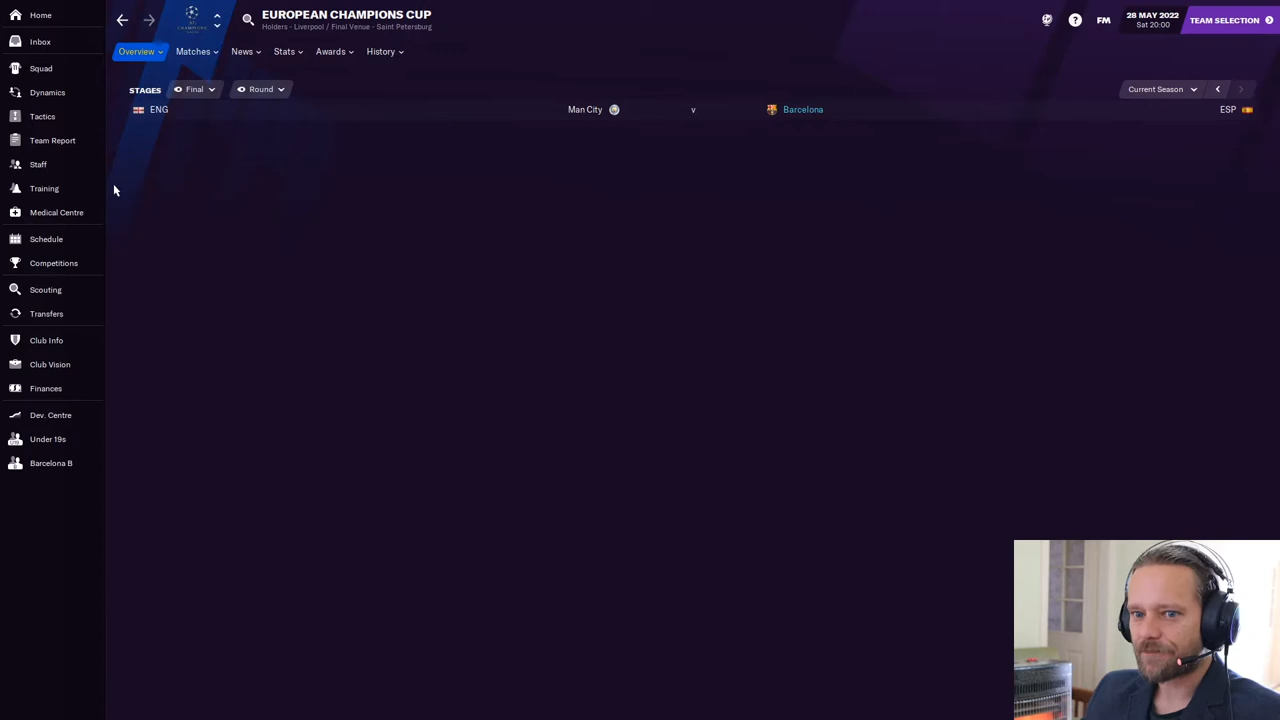 Home
Inbox
Squad
Dynamics
Tactics
Team Report
Staff
Training
Medical Centre
Schedule
Competitions
Scouting
Transfers
Club Info
Club Vision
Finances
Dev. Centre
Under 19s
Barcelona B
EUROPEAN CHAMPIONS CUP
Holders - Liverpool / Final Venue - Saint Petersburg
FM
28 MAY 2022
Sat 20:00
TEAM SELECTION
Overview
Matches
News
Stats
Awards
History
STAGES
Final
Round
Current Season
ENG Man City v Barcelona ESP